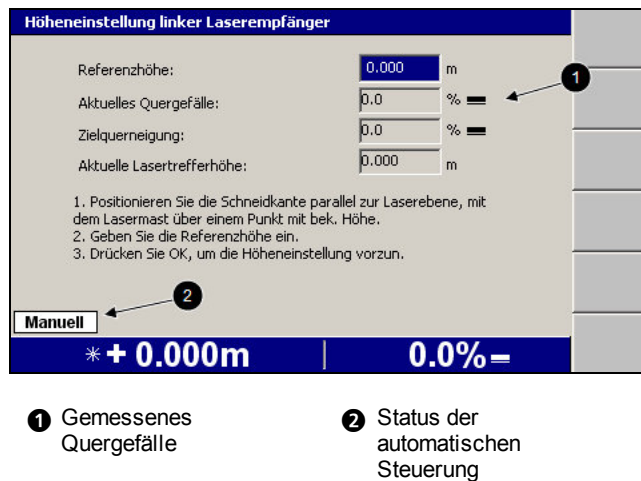 Höheneinstellung linker Laserempfänger
Referenzhöhe: 0.000 m
Aktuelles Quergefälle: 0.0 %
Zielquerneigung: 0.0 %
Aktuelle Lasertrefferhöhe: 0.000 m
1
1. Positionieren Sie die Schneidkante parallel zur Laserebene, mit
dem Lasermast über einem Punkt mit bek. Höhe.
2. Geben Sie die Referenzhöhe ein.
3. Drücken Sie OK, um die Höheneinstellung vorzun.
2
Manuell
+ 0.000m 0.0%
1 Gemessenes
Quergefälle
2 Status der
automatischen
Steuerung